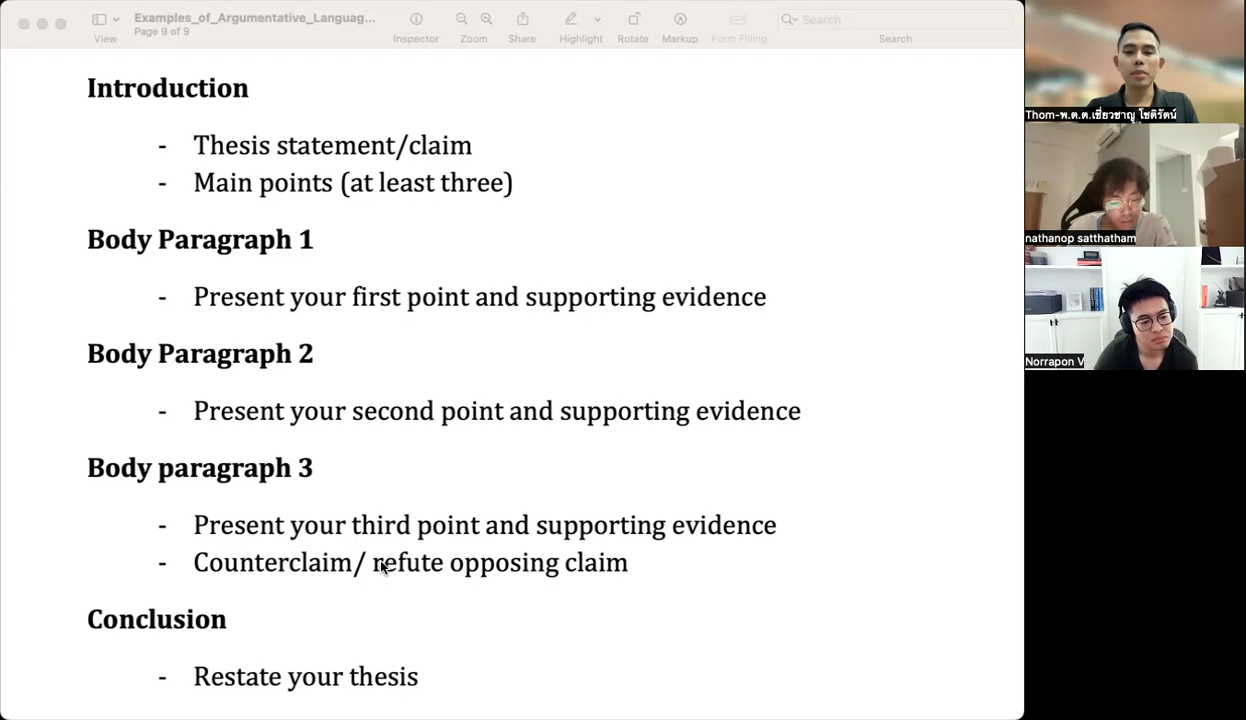 Examples_of_Argumentative_Languag...
Page 9 of 9
View
Inspector
Zoom
Share
Highlight
Rotate
Markup
Form Filling
Search
Search
Introduction
- Thesis statement/claim
- Main points (at least three)
Body Paragraph 1
- Present your first point and supporting evidence
Body Paragraph 2
- Present your second point and supporting evidence
Body paragraph 3
- Present your third point and supporting evidence
- Counterclaim/ refute opposing claim
Conclusion
- Restate your thesis
Thom-พ.ต.ต.เชี่ยวชาญ โชติรัตน์
nathanop satthatham
Norrapon V